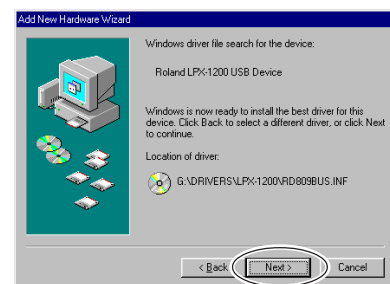 Add New Hardware Wizard
Windows driver file search for the device:
Roland LPX-1200 USB Device
Windows is now ready to install the best driver for this
device. Click Back to select a different driver, or click Next
to continue.
Location of driver:
G:\DRIVERS\LPX-1200\RD809BUS.INF
< Back
Next >
Cancel